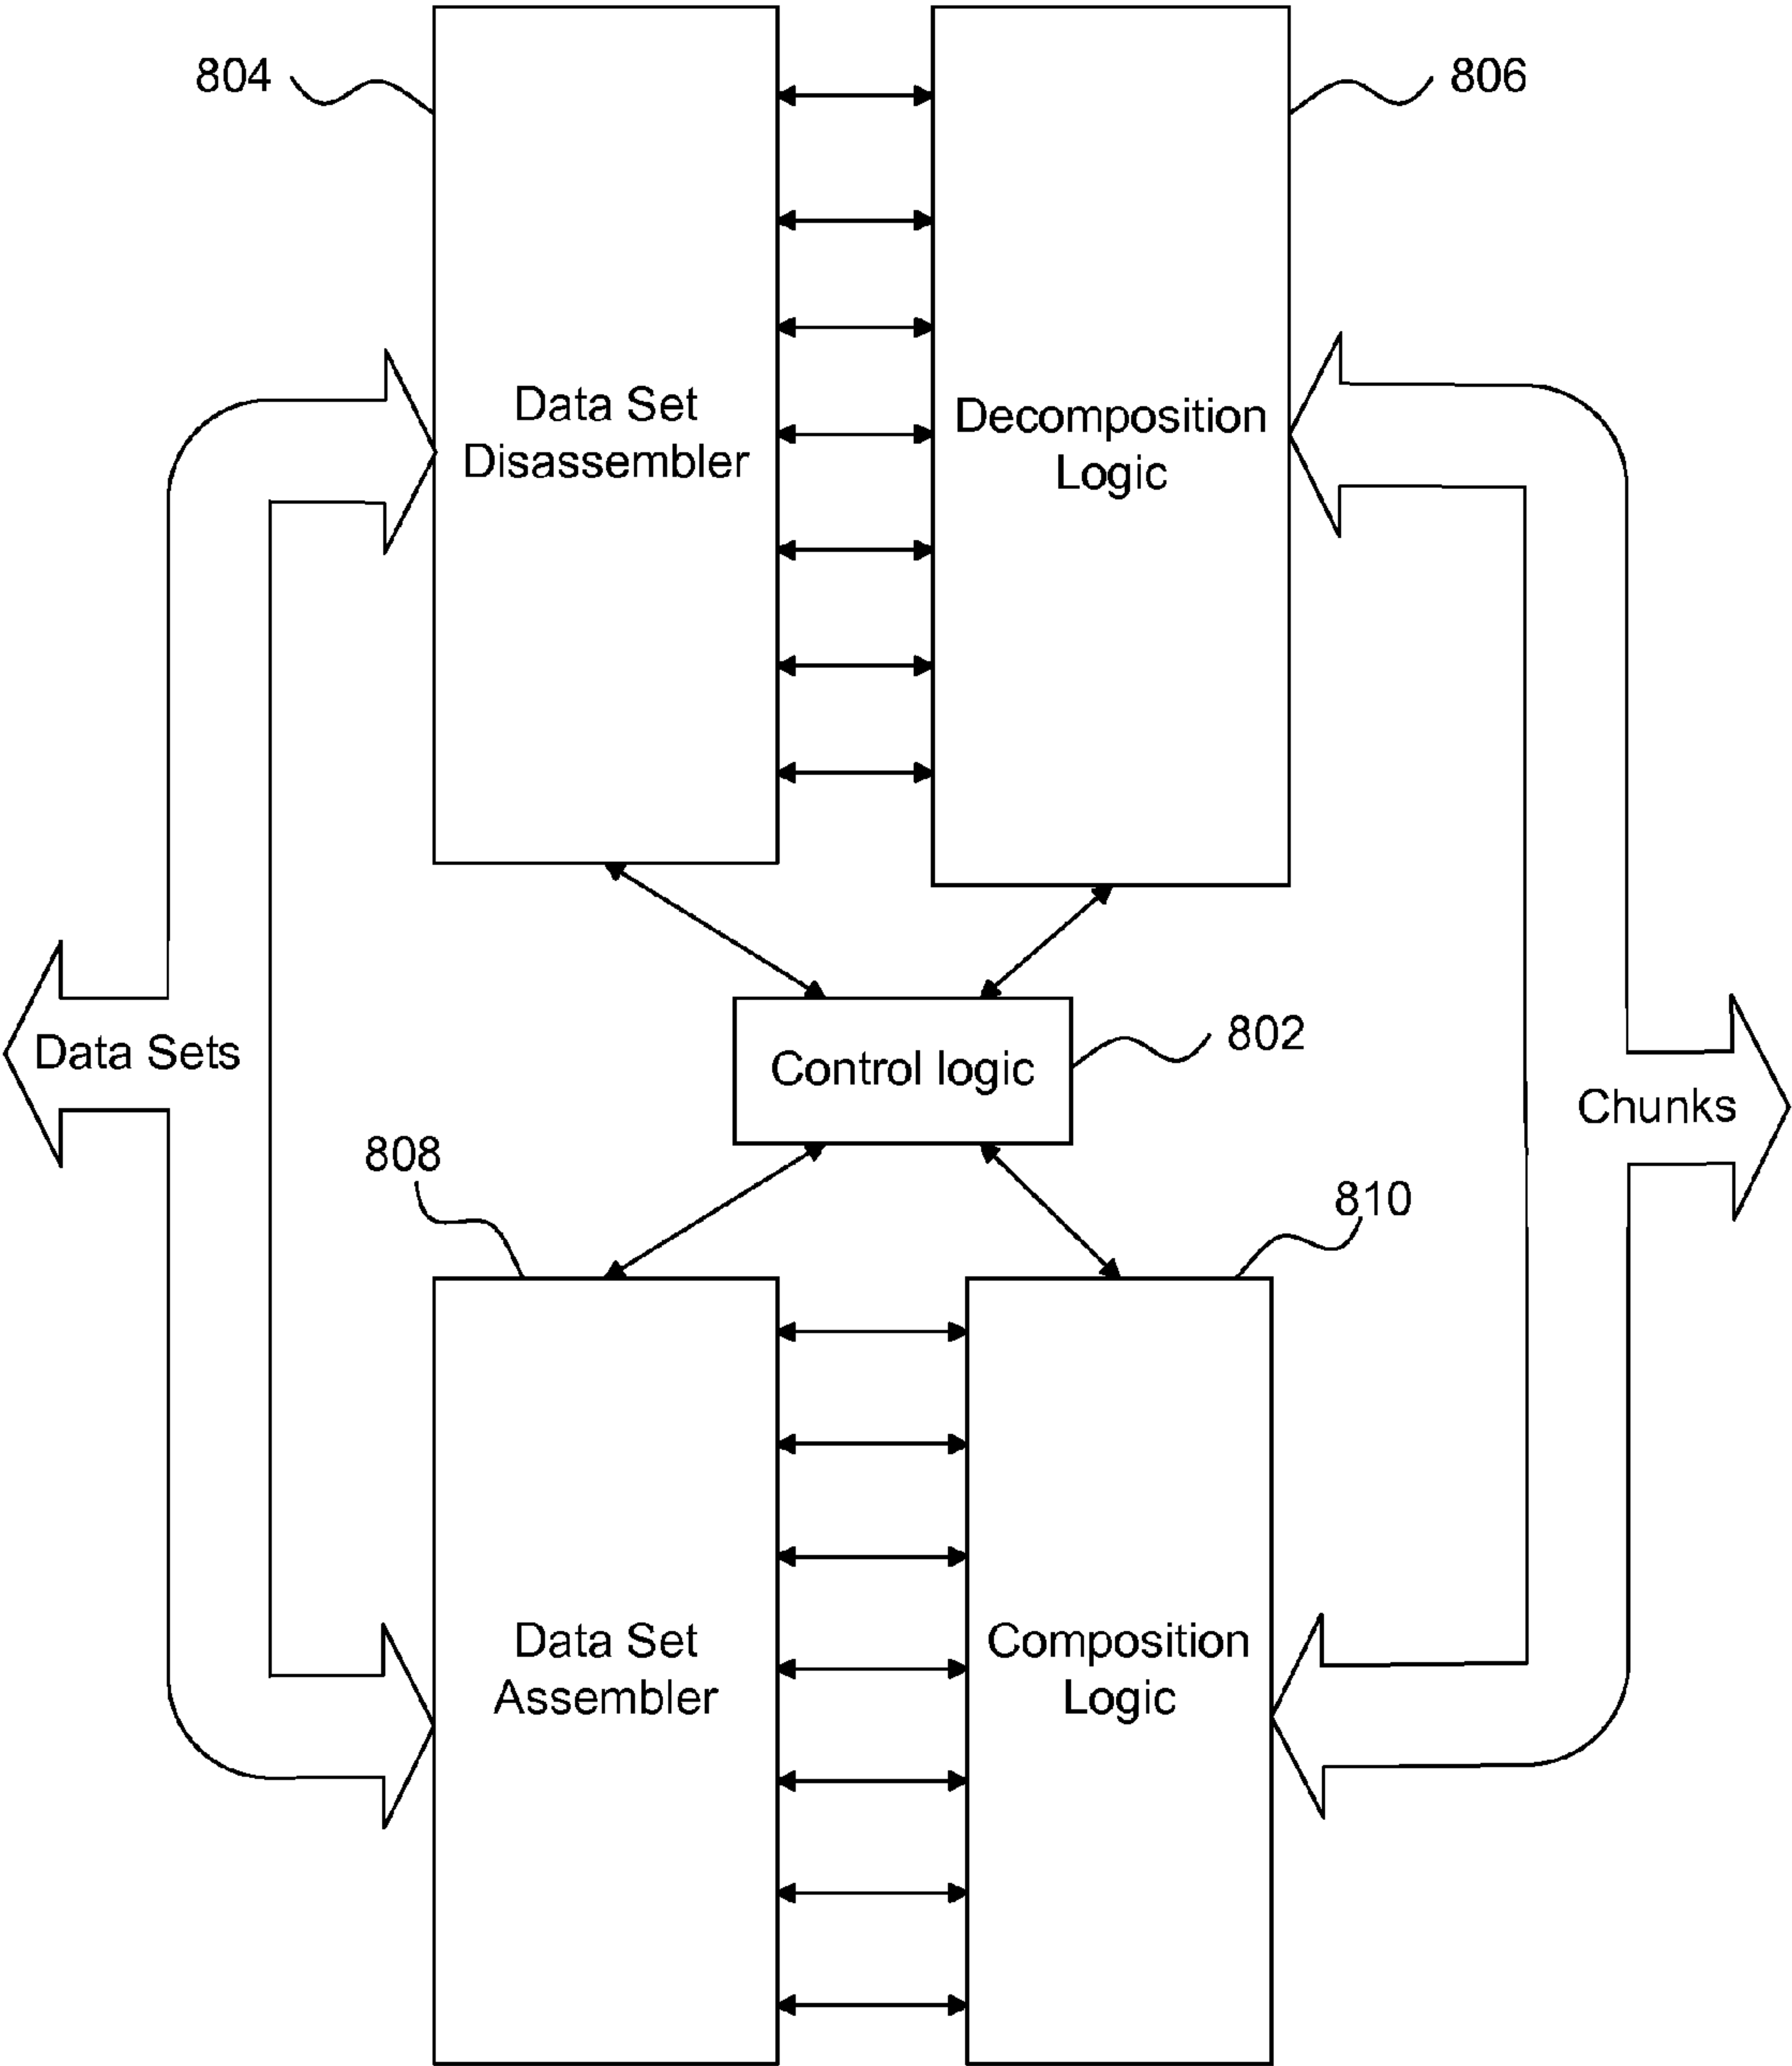 804
806
Data Set
Disassembler
Decomposition
Logic
Data Sets
Control logic
802
Chunks
808
810
Data Set
Assembler
Composition
Logic